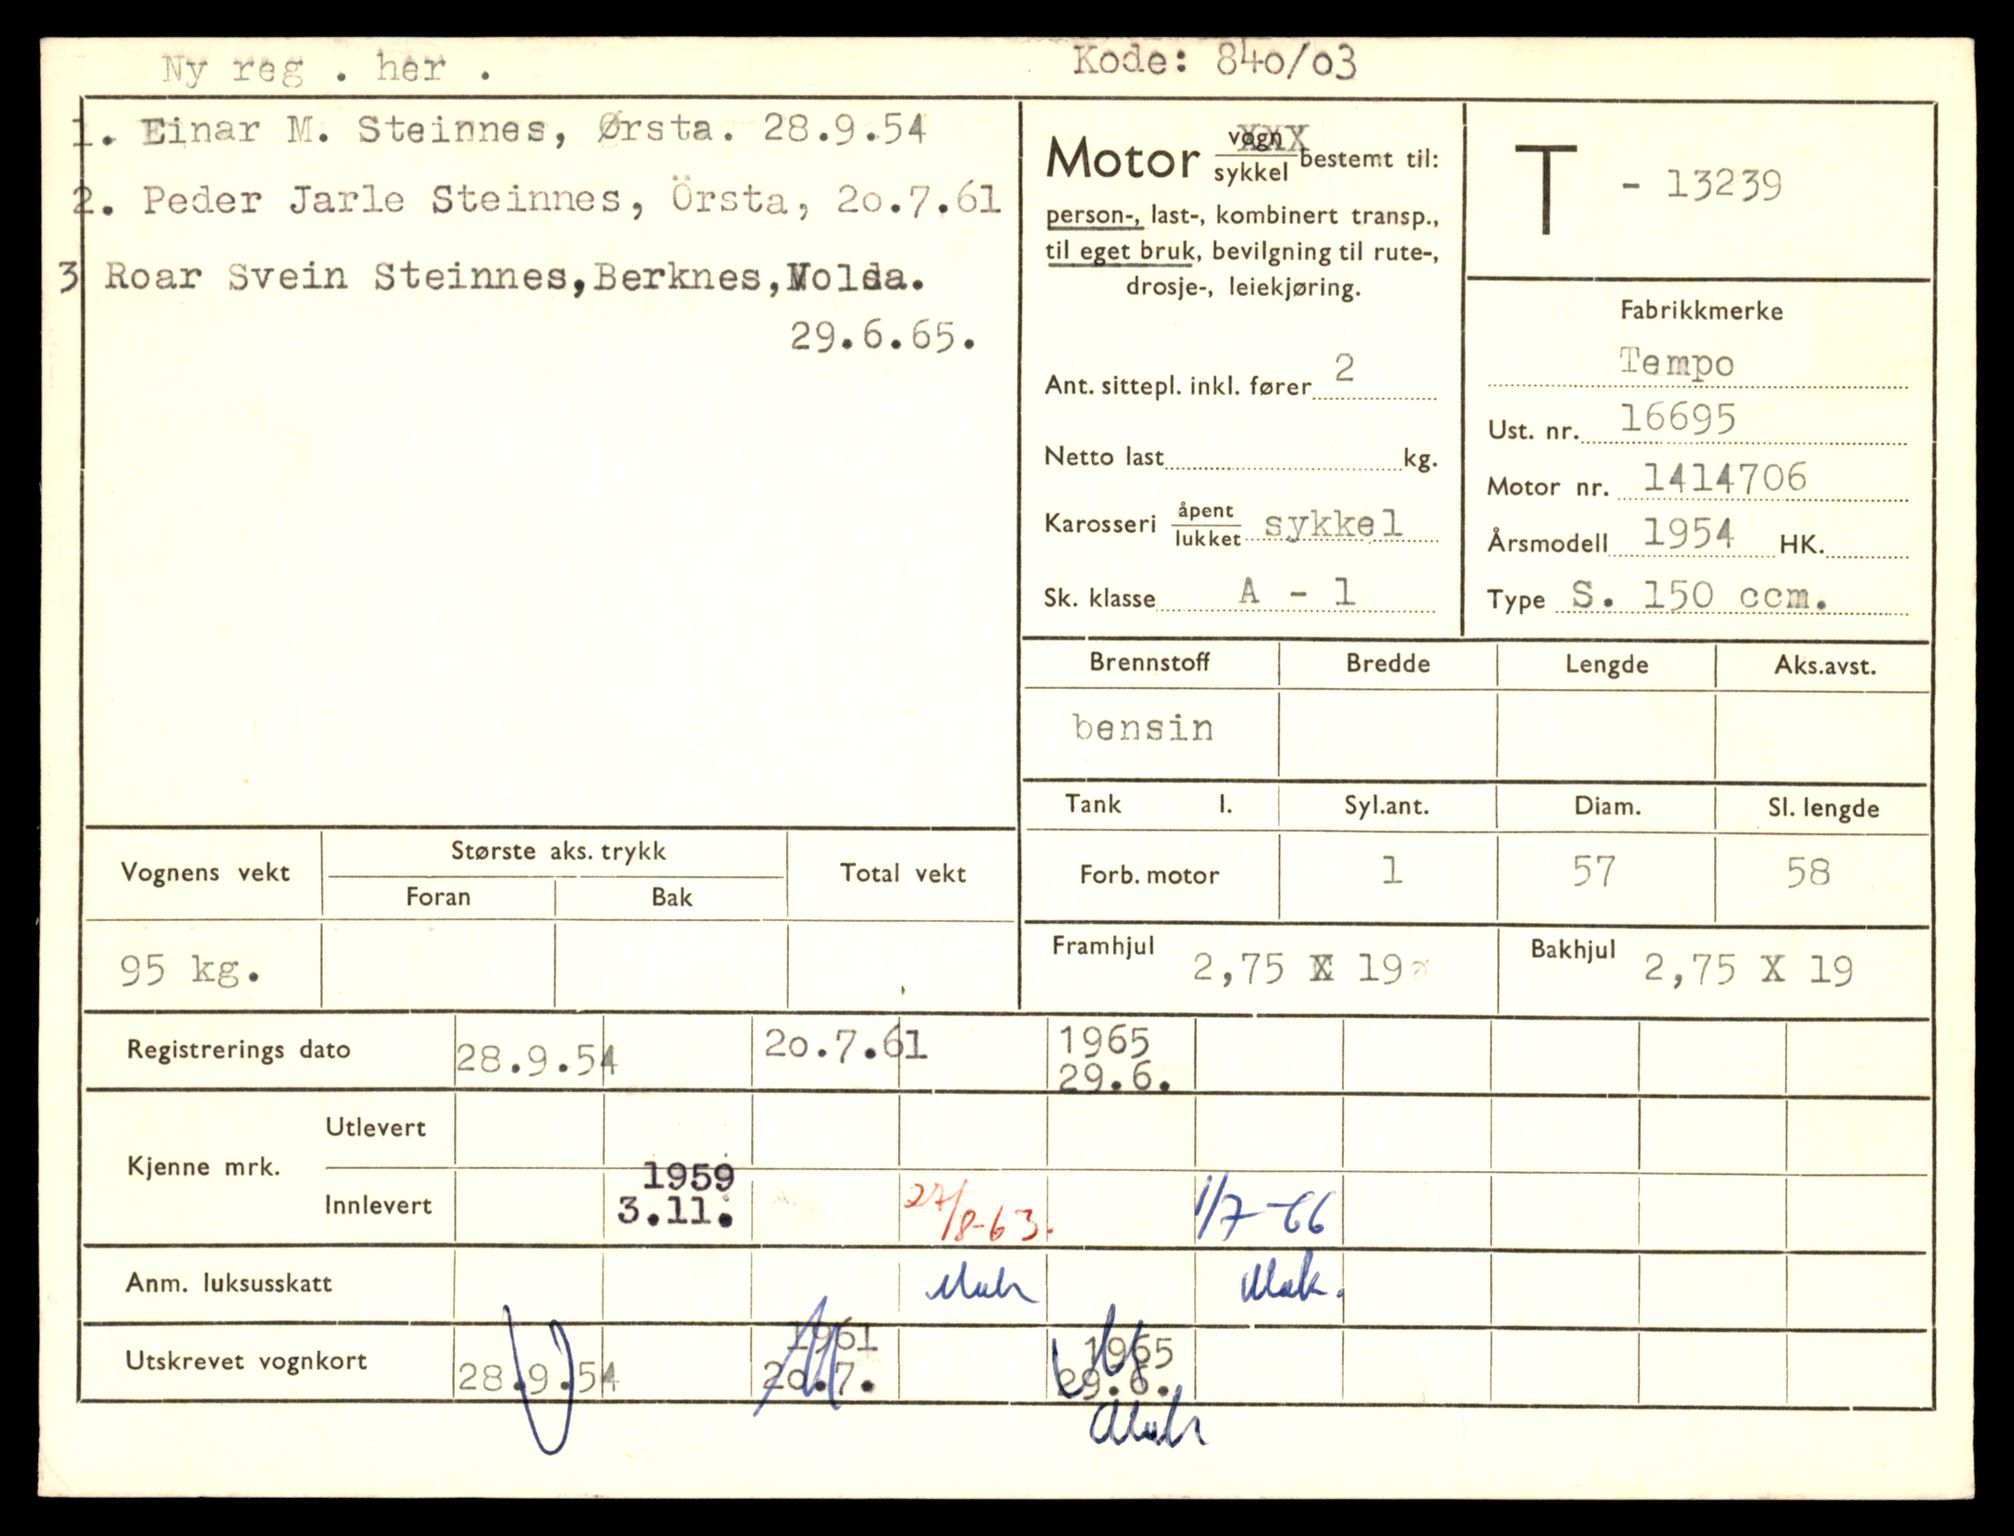 Ny reg . her .
Kode: 840/03
1. Einar M. Steinnes, Ørsta. 28.9.54
2. Peder Jarle Steinnes, Örsta, 20.7.61
3 Roar Svein Steinnes,Berknes,Volda.
29.6.65.
Motor vogn XXX / sykkel bestemt til:
person-, last-, kombinert transp.,
til eget bruk, bevilgning til rute-,
drosje-, leiekjøring.
Ant. sittepl. inkl. fører 2
Netto last kg.
Karosseri åpent / lukket sykkel
Sk. klasse A - 1
T - 13239
Fabrikkmerke
Tempo
Ust. nr. 16695
Motor nr. 1414706
Årsmodell 1954 HK.
Type S. 150 ccm.
Brennstoff Bredde Lengde Aks.avst.
bensin
Tank l. Syl.ant. Diam. Sl. lengde
Forb. motor 1 57 58
Framhjul 2,75 X 19 Bakhjul 2,75 X 19
Vognens vekt Største aks. trykk Total vekt
Foran Bak
95 kg.
Registrerings dato 28.9.54 20.7.61 1965
29.6.
Kjenne mrk. Utlevert
Innlevert 1959
3.11. 27/8-63. 1/7-66
Anm. luksusskatt
Utskrevet vognkort 28.9.54 1961
20.7. 1965
29.6.